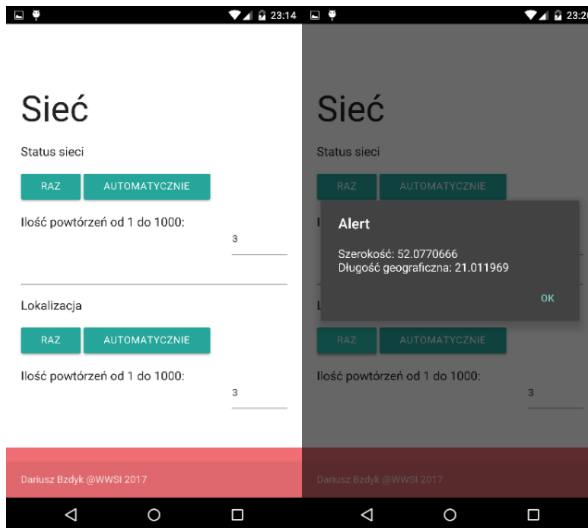 23:14
Sieć
Status sieci
RAZ AUTOMATYCZNIE
Ilość powtórzeń od 1 do 1000:
3
Lokalizacja
RAZ AUTOMATYCZNIE
Ilość powtórzeń od 1 do 1000:
3
Dariusz Bzdyk @WWSI 2017
Sieć
Status sieci
RAZ AUTOMATYCZNIE
Alert
Szerokość: 52.0770666
Długość geograficzna: 21.011969
OK
RAZ AUTOMATYCZNIE
Ilość powtórzeń od 1 do 1000:
3
Dariusz Bzdyk @WWSI 2017